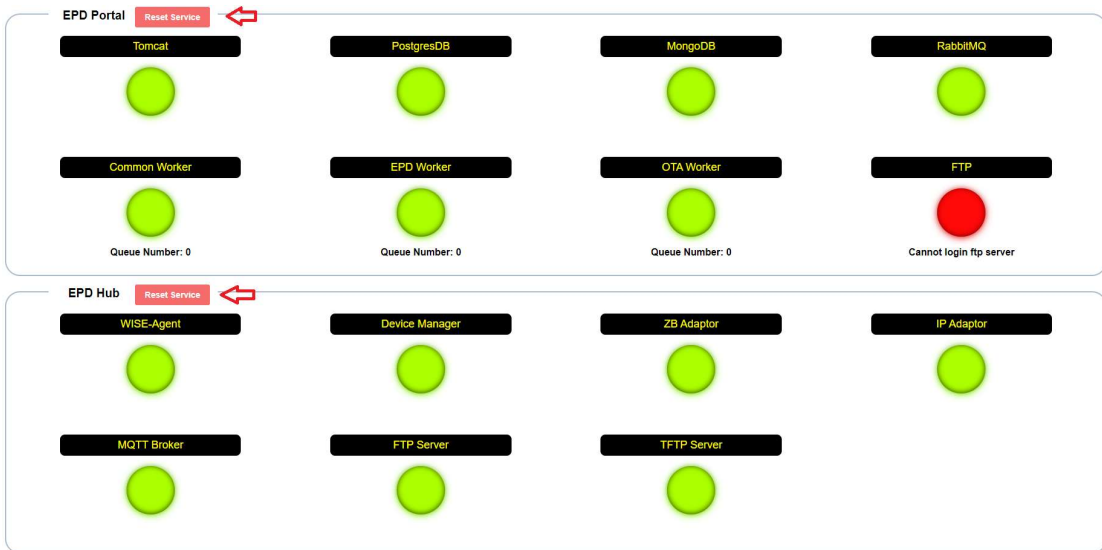 EPD Portal Reset Service
Tomcat PostgresDB MongoDB RabbitMQ
Common Worker EPD Worker OTA Worker FTP
Queue Number: 0 Queue Number: 0 Queue Number: 0 Cannot login ftp server
EPD Hub Reset Service
WISE-Agent Device Manager ZB Adaptor IP Adaptor
MQTT Broker FTP Server TFTP Server